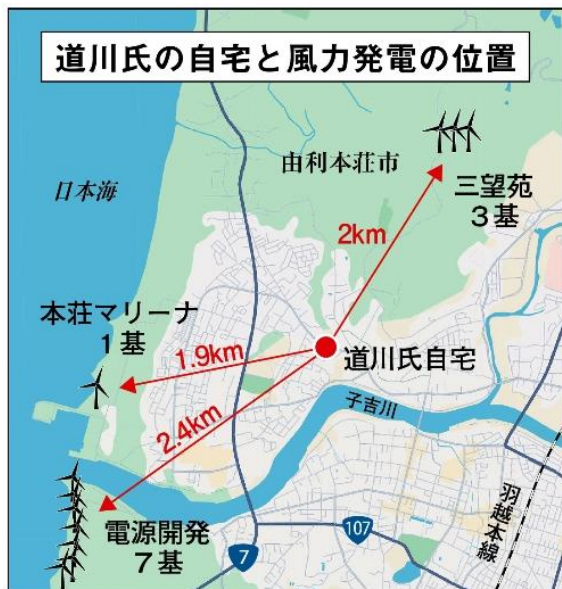 道川氏の自宅と風力発電の位置
由利本荘市
日本海
三望苑
3基
2km
本荘マリーナ
1基
1.9km
道川氏自宅
2.4km
子吉川
羽越本線
電源開発
7基
7
107